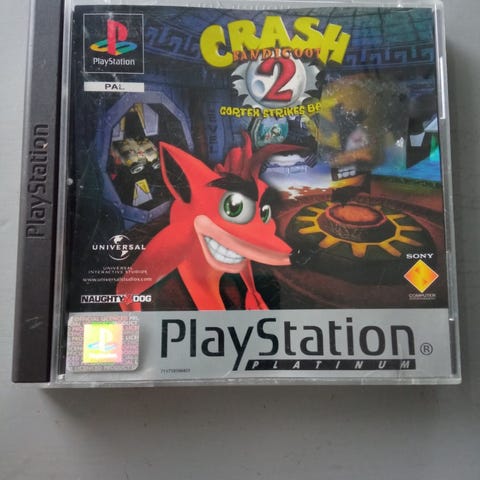 PlayStation
PlayStation
PAL
CRASH
BANDICOOT
2
CORTEX STRIKES
UNIVERSAL
UNIVERSAL
INTERACTIVE STUDIOS
www.universalstudios.com
NAUGHTY DOG
SONY
COMPUTER
PlayStation®
PLATINUM